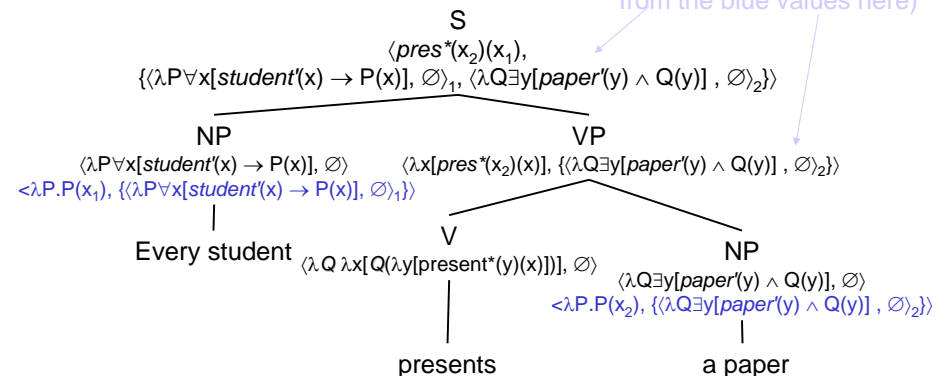 from the blue values here)
S
⟨pres*(x₂)(x₁),
{⟨λP∀x[student'(x) → P(x)], ∅⟩₁, ⟨λQ∃y[paper'(y) ∧ Q(y)] , ∅⟩₂}⟩
NP VP
⟨λP∀x[student'(x) → P(x)], ∅⟩ ⟨λx[pres*(x₂)(x)], {⟨λQ∃y[paper'(y) ∧ Q(y)] , ∅⟩₂}⟩
<λP.P(x₁), {⟨λP∀x[student'(x) → P(x)], ∅⟩₁}⟩
V NP
Every student ⟨λQ λx[Q(λy[present*(y)(x)])], ∅⟩
⟨λQ∃y[paper'(y) ∧ Q(y)], ∅⟩
<λP.P(x₂), {⟨λQ∃y[paper'(y) ∧ Q(y)] , ∅⟩₂}⟩
presents a paper